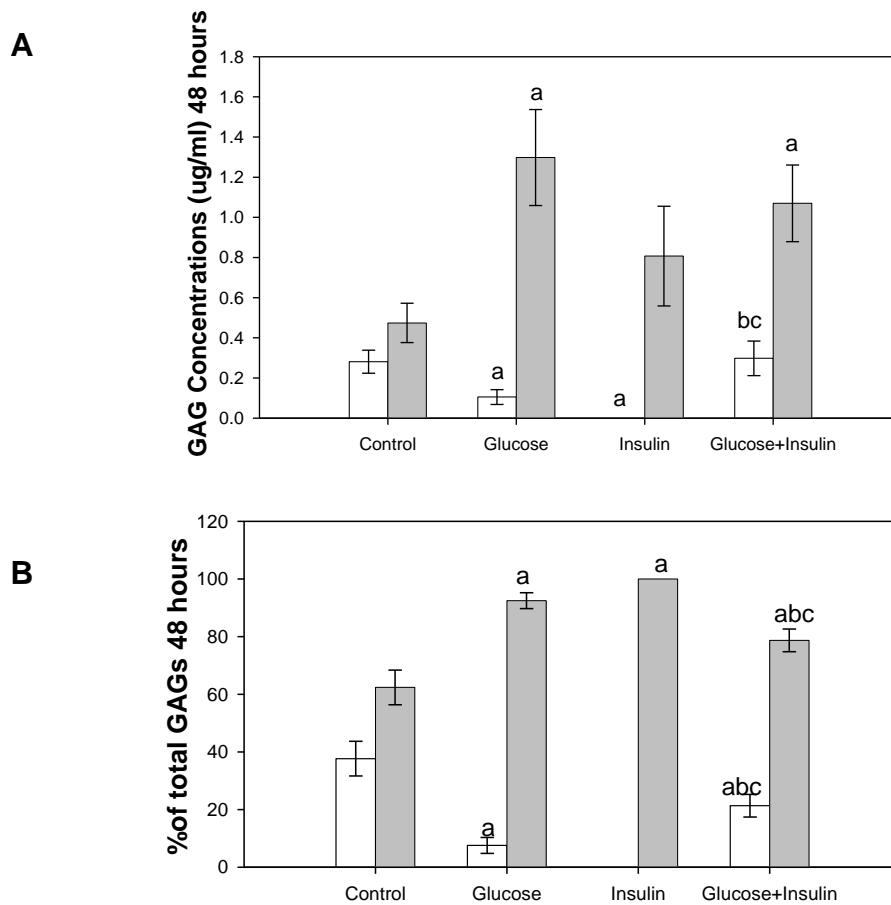 A
GAG Concentrations (ug/ml) 48 hours
1.8
1.6
1.4
1.2
1.0
0.8
0.6
0.4
0.2
0.0
a
a
a
a
bc
a
Control Glucose Insulin Glucose+Insulin
B
%of total GAGs 48 hours
120
100
80
60
40
20
0
a
a
a
abc
abc
Control Glucose Insulin Glucose+Insulin